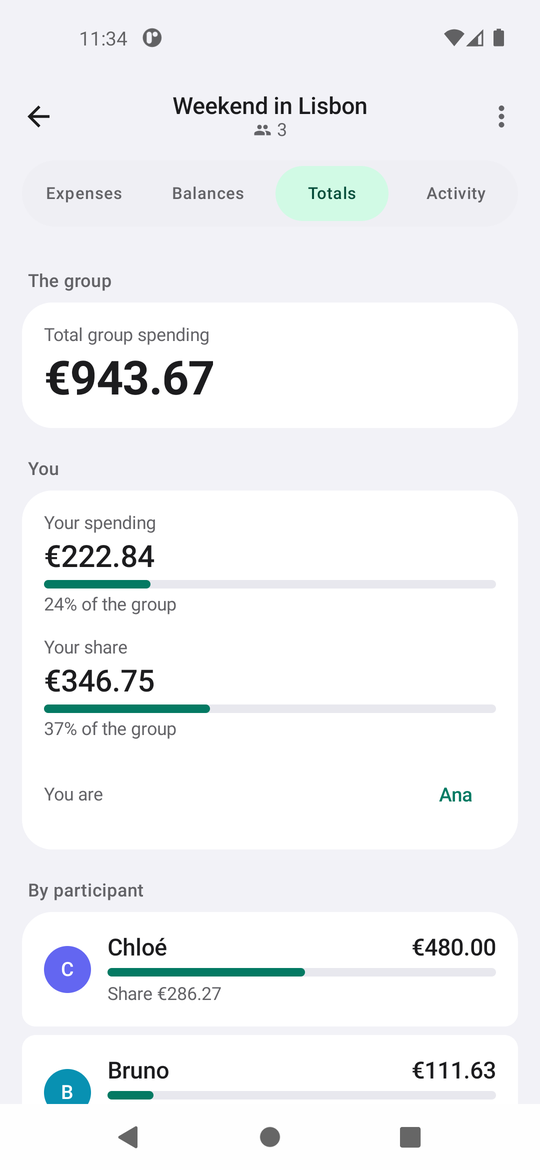 11:34
Weekend in Lisbon
3
Expenses Balances Totals Activity
The group
Total group spending
€943.67
You
Your spending
€222.84
24% of the group
Your share
€346.75
37% of the group
You are Ana
By participant
C Chloé €480.00
Share €286.27
B Bruno €111.63